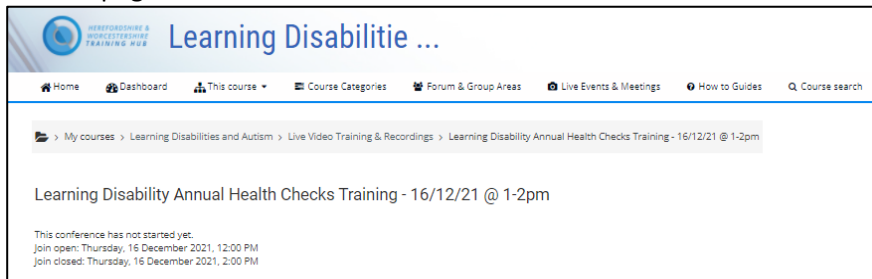 HEREFORDSHIRE &
WORCESTERSHIRE
TRAINING HUB
Learning Disabilitie ...
Home Dashboard This course Course Categories Forum & Group Areas Live Events & Meetings How to Guides Course search
> My courses > Learning Disabilities and Autism > Live Video Training & Recordings > Learning Disability Annual Health Checks Training - 16/12/21 @ 1-2pm
Learning Disability Annual Health Checks Training - 16/12/21 @ 1-2pm
This conference has not started yet.
Join open: Thursday, 16 December 2021, 12:00 PM
Join closed: Thursday, 16 December 2021, 2:00 PM